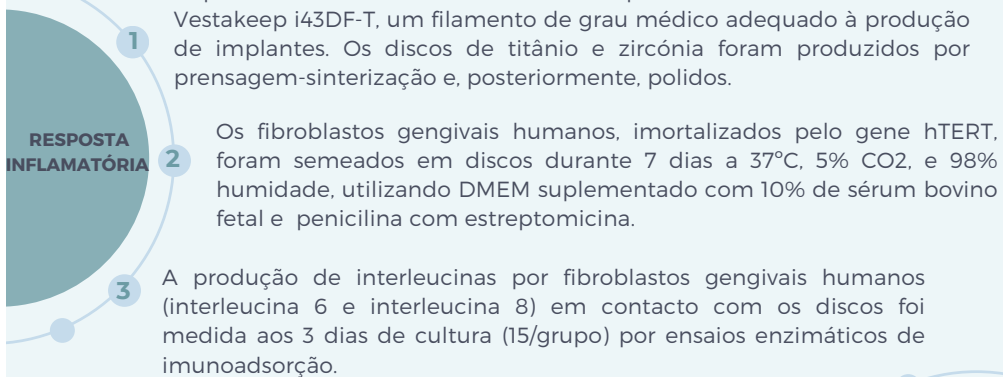 RESPOSTA
INFLAMATÓRIA
1
Vestakeep i43DF-T, um filamento de grau médico adequado à produção
de implantes. Os discos de titânio e zircónia foram produzidos por
prensagem-sinterização e, posteriormente, polidos.
2
Os fibroblastos gengivais humanos, imortalizados pelo gene hTERT,
foram semeados em discos durante 7 dias a 37ºC, 5% CO2, e 98%
humidade, utilizando DMEM suplementado com 10% de sérum bovino
fetal e penicilina com estreptomicina.
3
A produção de interleucinas por fibroblastos gengivais humanos
(interleucina 6 e interleucina 8) em contacto com os discos foi
medida aos 3 dias de cultura (15/grupo) por ensaios enzimáticos de
imunoadsorção.